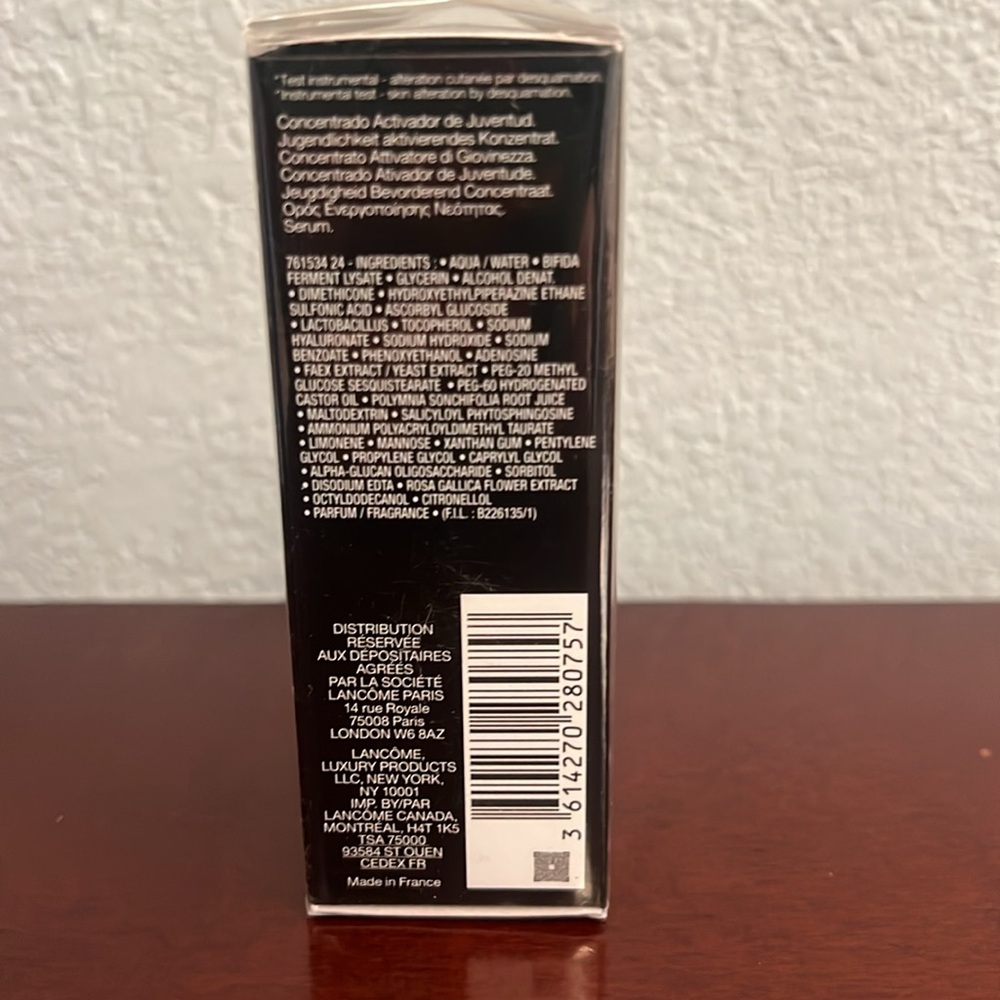 *Test instrumental - altération cutanée par desquamation.
*Instrumental test - skin alteration by desquamation.
Concentrado Activador de Juventud.
Jugendlichkeit aktivierendes Konzentrat.
Concentrato Attivatore di Giovinezza.
Concentrado Ativador de Juventude.
Jeugdigheid Bevorderend Concentraat.
Ορός Ενεργοποίησης Νεότητας.
Serum.
761534 24 - INGREDIENTS : • AQUA / WATER • BIFIDA
FERMENT LYSATE • GLYCERIN • ALCOHOL DENAT.
• DIMETHICONE • HYDROXYETHYLPIPERAZINE ETHANE
SULFONIC ACID • ASCORBYL GLUCOSIDE
• LACTOBACILLUS • TOCOPHEROL • SODIUM
HYALURONATE • SODIUM HYDROXIDE • SODIUM
BENZOATE • PHENOXYETHANOL • ADENOSINE
• FAEX EXTRACT / YEAST EXTRACT • PEG-20 METHYL
GLUCOSE SESQUISTEARATE • PEG-60 HYDROGENATED
CASTOR OIL • POLYMNIA SONCHIFOLIA ROOT JUICE
• MALTODEXTRIN • SALICYLOYL PHYTOSPHINGOSINE
• AMMONIUM POLYACRYLOYLDIMETHYL TAURATE
• LIMONENE • MANNOSE • XANTHAN GUM • PENTYLENE
GLYCOL • PROPYLENE GLYCOL • CAPRYLYL GLYCOL
• ALPHA-GLUCAN OLIGOSACCHARIDE • SORBITOL
• DISODIUM EDTA • ROSA GALLICA FLOWER EXTRACT
• OCTYLDODECANOL • CITRONELLOL
• PARFUM / FRAGRANCE • (F.I.L. : B226135/1)
DISTRIBUTION
RÉSERVÉE
AUX DÉPOSITAIRES
AGRÉÉS
PAR LA SOCIÉTÉ
LANCÔME PARIS
14 rue Royale
75008 Paris
LONDON W6 8AZ
LANCÔME,
LUXURY PRODUCTS
LLC, NEW YORK,
NY 10001
IMP. BY/PAR
LANCÔME CANADA,
MONTRÉAL, H4T 1K5
TSA 75000
93584 ST OUEN
CEDEX FR
Made in France
3 614270 280757